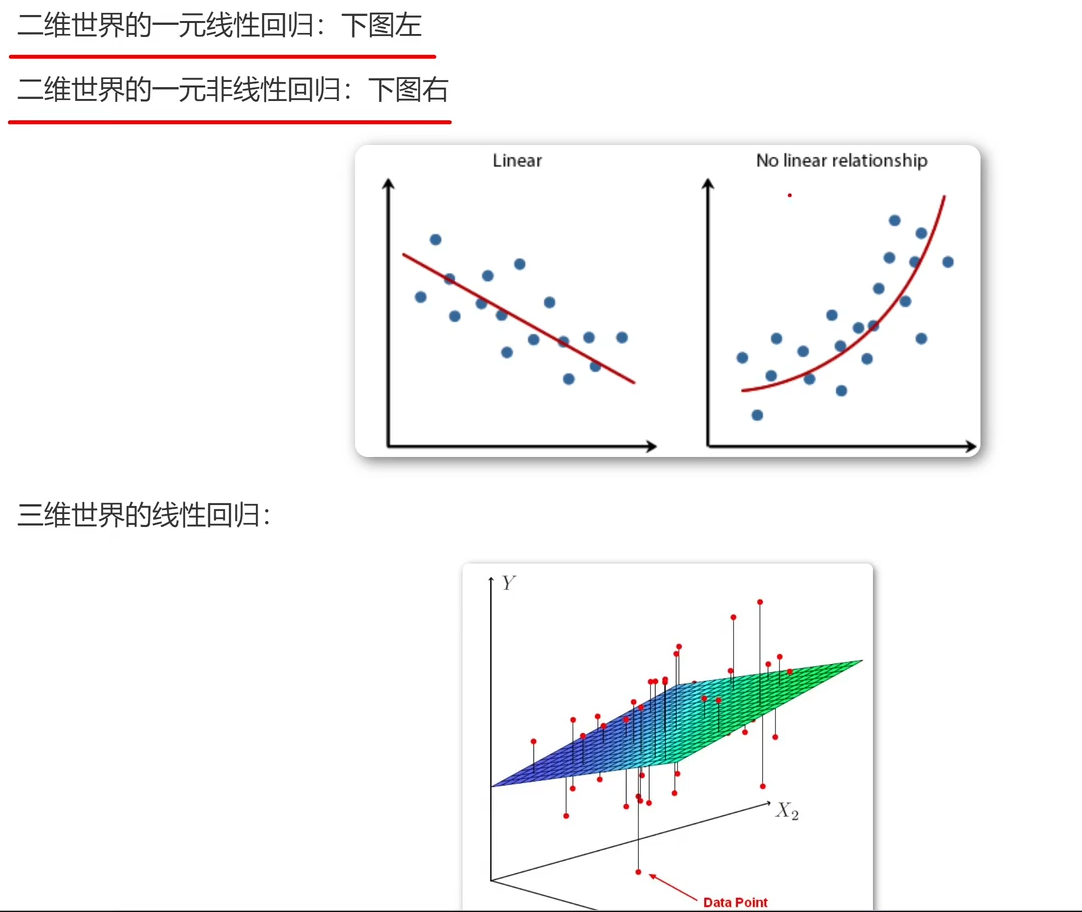 二维世界的一元线性回归：下图左
二维世界的一元非线性回归：下图右
Linear
No linear relationship
三维世界的线性回归：
Y
X₂
Data Point